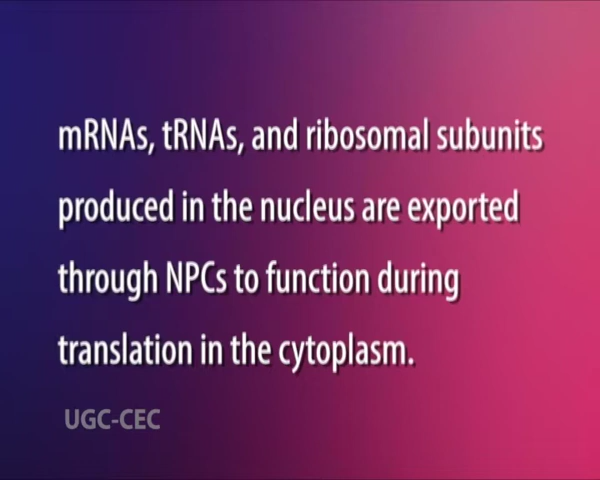 mRNAs, tRNAs, and ribosomal subunits
produced in the nucleus are exported
through NPCs to function during
translation in the cytoplasm.
UGC-CEC